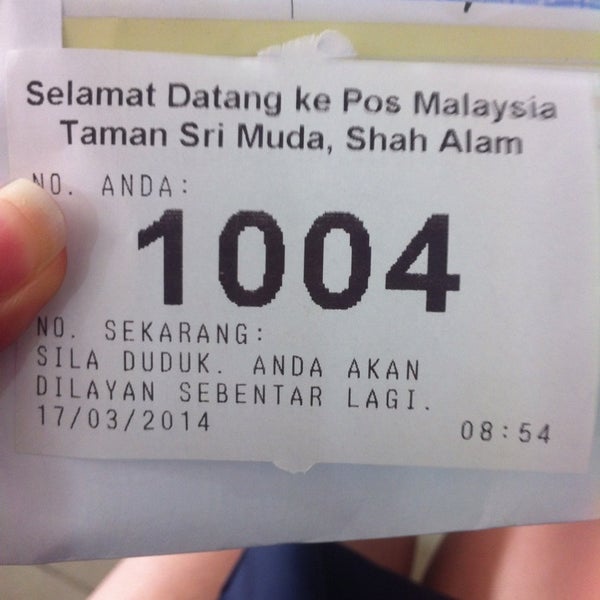 Selamat Datang ke Pos Malaysia
Taman Sri Muda, Shah Alam
NO. ANDA:
1004
NO. SEKARANG:
SILA DUDUK. ANDA AKAN
DILAYAN SEBENTAR LAGI.
17/03/2014 08:54